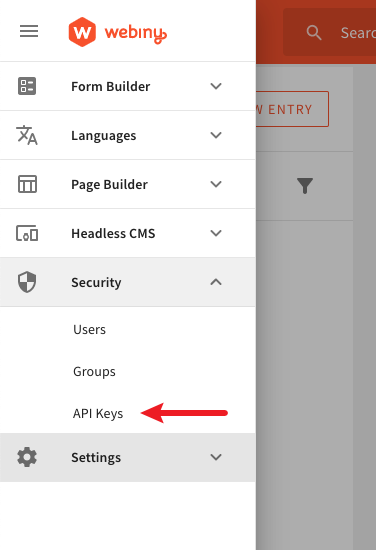 webiny
Searc
Form Builder
W ENTRY
Languages
Page Builder
Headless CMS
Security
Users
Groups
API Keys
Settings